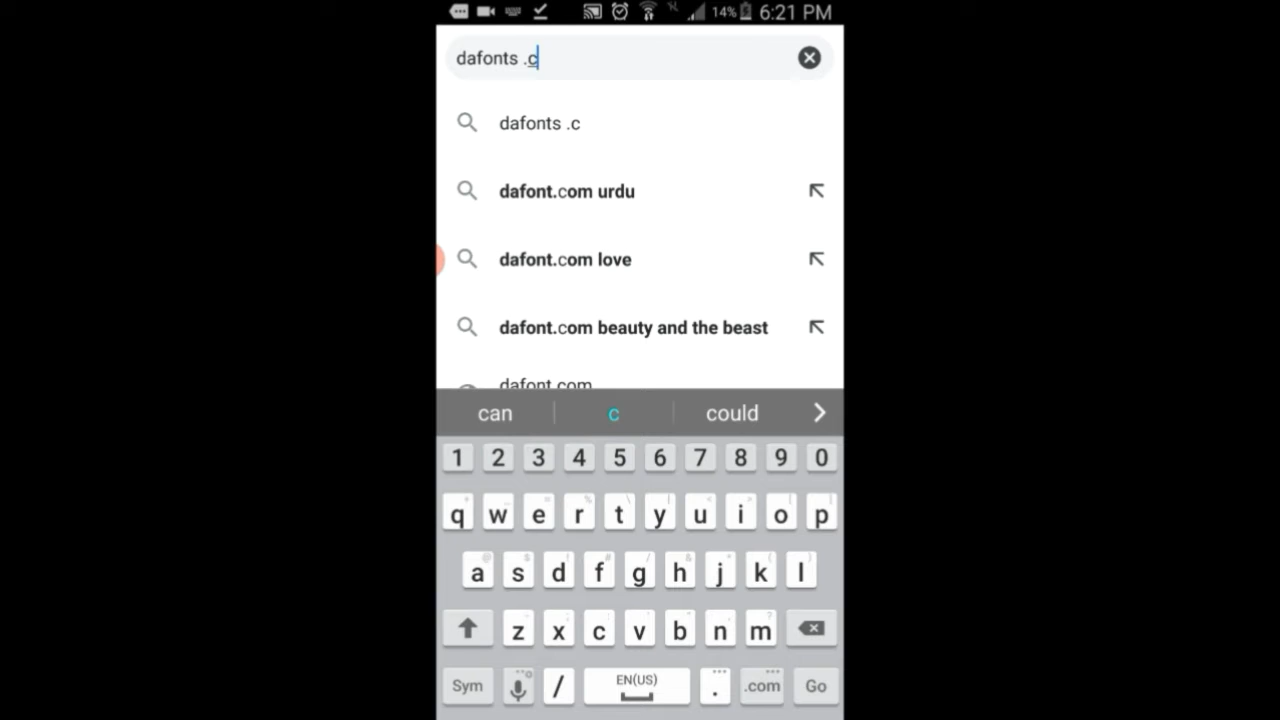 14% 6:21 PM
dafonts .c
dafonts .c
dafont.com urdu
dafont.com love
dafont.com beauty and the beast
dafont.com
can c could
1 2 3 4 5 6 7 8 9 0
q w e r t y u i o p
a s d f g h j k l
z x c v b n m
Sym / EN(US) . .com Go